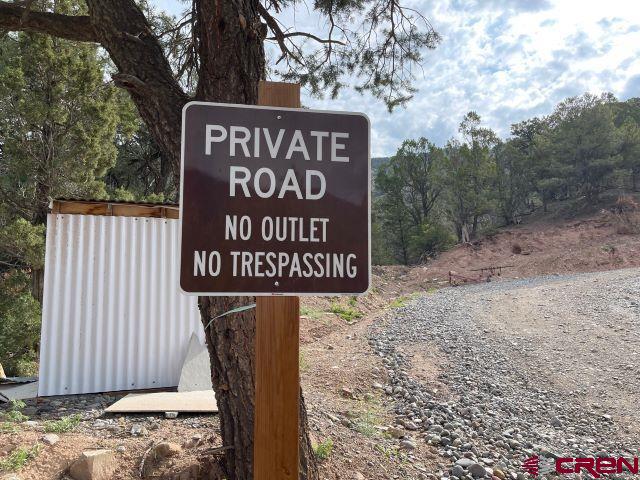 PRIVATE
ROAD
NO OUTLET
NO TRESPASSING
CREN